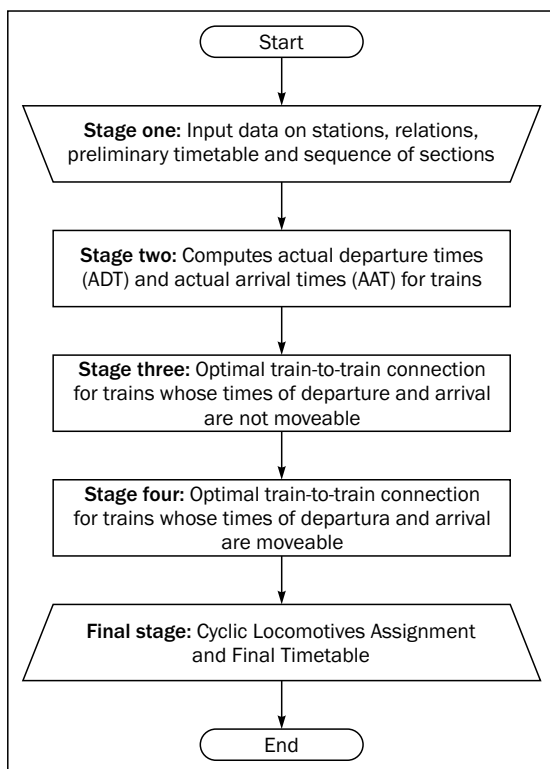 Start
Stage one: Input data on stations, relations,
preliminary timetable and sequence of sections
Stage two: Computes actual departure times
(ADT) and actual arrival times (AAT) for trains
Stage three: Optimal train-to-train connection
for trains whose times of departure and arrival
are not moveable
Stage four: Optimal train-to-train connection
for trains whose times of departura and arrival
are moveable
Final stage: Cyclic Locomotives Assignment
and Final Timetable
End